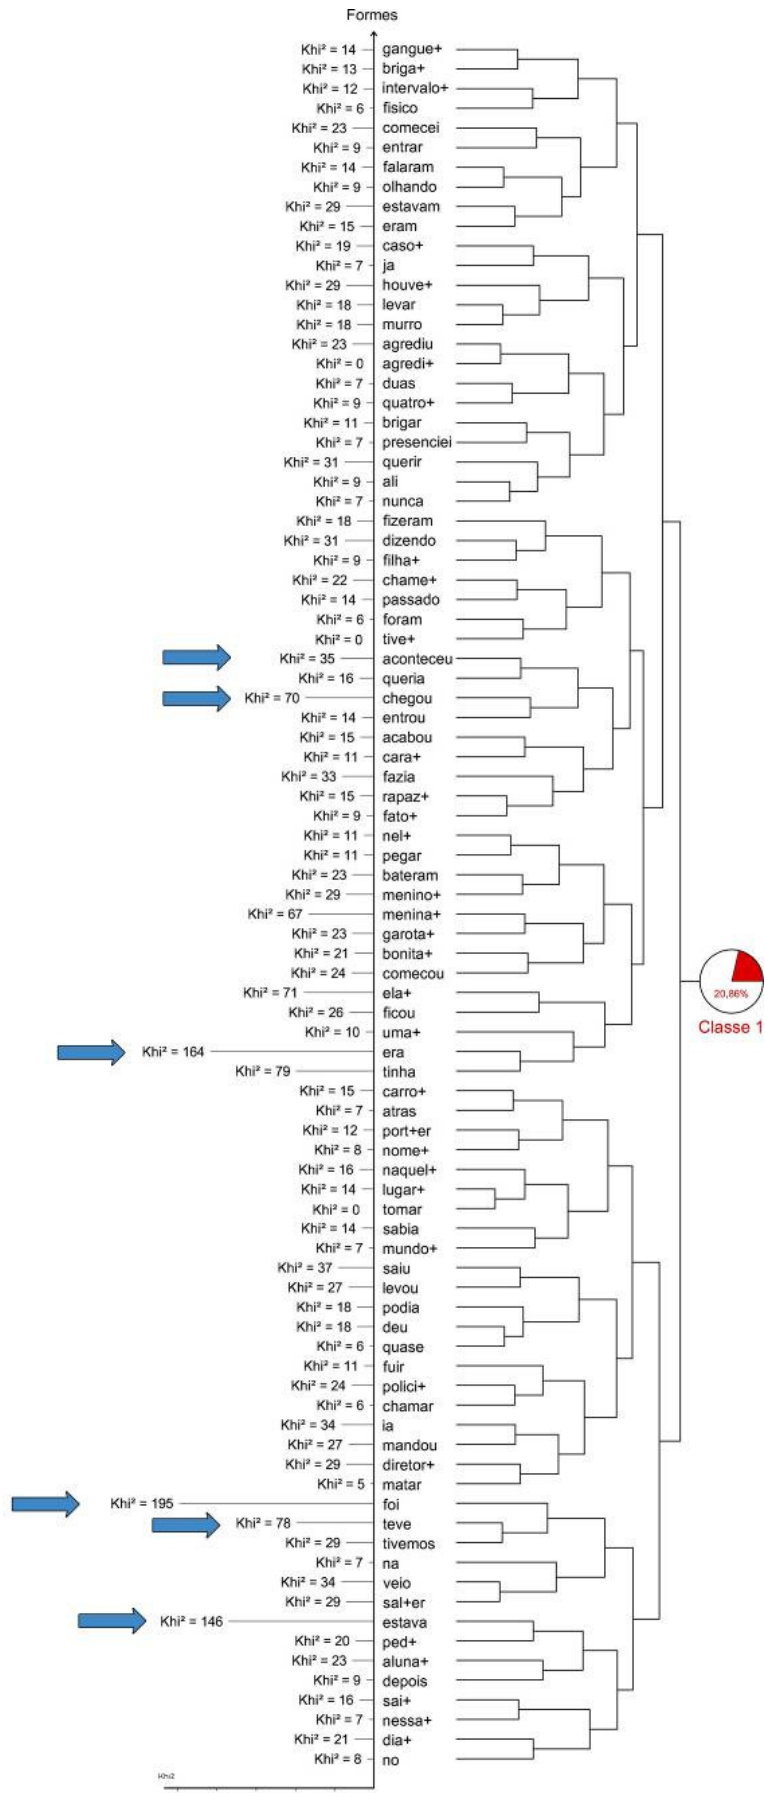 Formes
Khi² = 14 gangue+
Khi² = 13 briga+
Khi² = 12 intervalo+
Khi² = 6 fisico
Khi² = 23 comecei
Khi² = 9 entrar
Khi² = 14 falaram
Khi² = 9 olhando
Khi² = 29 estavam
Khi² = 15 eram
Khi² = 19 caso+
Khi² = 7 ja
Khi² = 29 houve+
Khi² = 18 levar
Khi² = 18 murro
Khi² = 23 agrediu
Khi² = 0 agredi+
Khi² = 7 duas
Khi² = 9 quatro+
Khi² = 11 brigar
Khi² = 7 presenciei
Khi² = 31 querir
Khi² = 9 ali
Khi² = 7 nunca
Khi² = 18 fizeram
Khi² = 31 dizendo
Khi² = 9 filha+
Khi² = 22 chame+
Khi² = 14 passado
Khi² = 6 foram
Khi² = 0 tive+
Khi² = 35 aconteceu
Khi² = 16 queria
Khi² = 70 chegou
Khi² = 14 entrou
Khi² = 15 acabou
Khi² = 11 cara+
Khi² = 33 fazia
Khi² = 15 rapaz+
Khi² = 9 fato+
Khi² = 11 nel+
Khi² = 11 pegar
Khi² = 23 bateram
Khi² = 29 menino+
Khi² = 67 menina+
Khi² = 23 garota+
Khi² = 21 bonita+
Khi² = 24 comecou
Khi² = 71 ela+
Khi² = 26 ficou
Khi² = 10 uma+
Khi² = 164 era
Khi² = 79 tinha
Khi² = 15 carro+
Khi² = 7 atras
Khi² = 12 port+er
Khi² = 8 nome+
Khi² = 16 naquel+
Khi² = 14 lugar+
Khi² = 0 tomar
Khi² = 14 sabia
Khi² = 7 mundo+
Khi² = 37 saiu
Khi² = 27 levou
Khi² = 18 podia
Khi² = 18 deu
Khi² = 6 quase
Khi² = 11 fuir
Khi² = 24 polici+
Khi² = 6 chamar
Khi² = 34 ia
Khi² = 27 mandou
Khi² = 29 diretor+
Khi² = 5 matar
Khi² = 195 foi
Khi² = 78 teve
Khi² = 29 tivemos
Khi² = 7 na
Khi² = 34 veio
Khi² = 29 sal+er
Khi² = 146 estava
Khi² = 20 ped+
Khi² = 23 aluna+
Khi² = 9 depois
Khi² = 16 sai+
Khi² = 7 nessa+
Khi² = 21 dia+
Khi² = 8 no
Khi2
20,86%
Classe 1